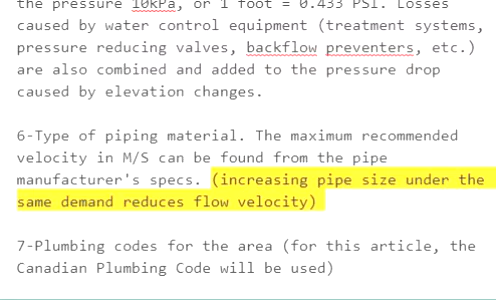 the pressure 10kPa, or 1 foot = 0.433 PSI. Losses
caused by water control equipment (treatment systems,
pressure reducing valves, backflow preventers, etc.)
are also combined and added to the pressure drop
caused by elevation changes.
6-Type of piping material. The maximum recommended
velocity in M/S can be found from the pipe
manufacturer's specs. (increasing pipe size under the
same demand reduces flow velocity)
7-Plumbing codes for the area (for this article, the
Canadian Plumbing Code will be used)